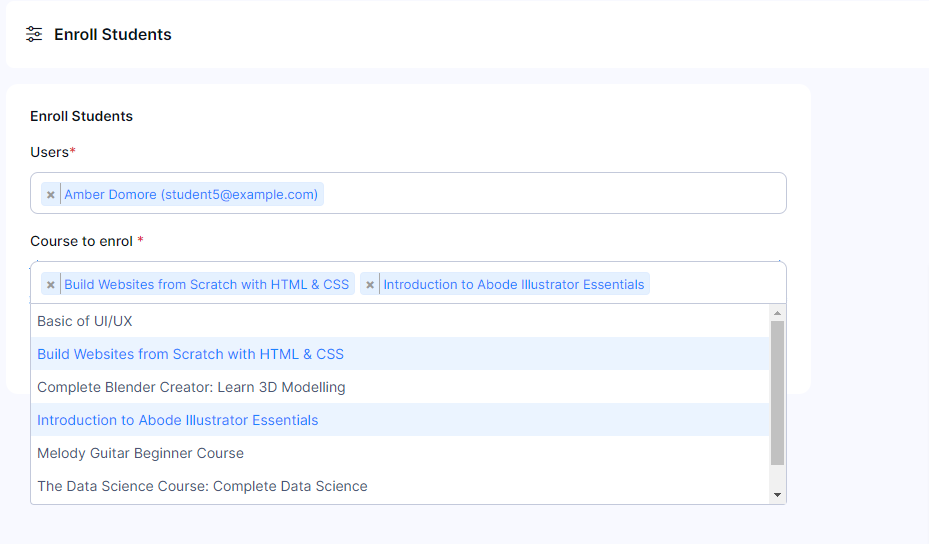 Enroll Students
Enroll Students
Users*
× Amber Domore (student5@example.com)
Course to enrol *
× Build Websites from Scratch with HTML & CSS × Introduction to Abode Illustrator Essentials
Basic of UI/UX
Build Websites from Scratch with HTML & CSS
Complete Blender Creator: Learn 3D Modelling
Introduction to Abode Illustrator Essentials
Melody Guitar Beginner Course
The Data Science Course: Complete Data Science